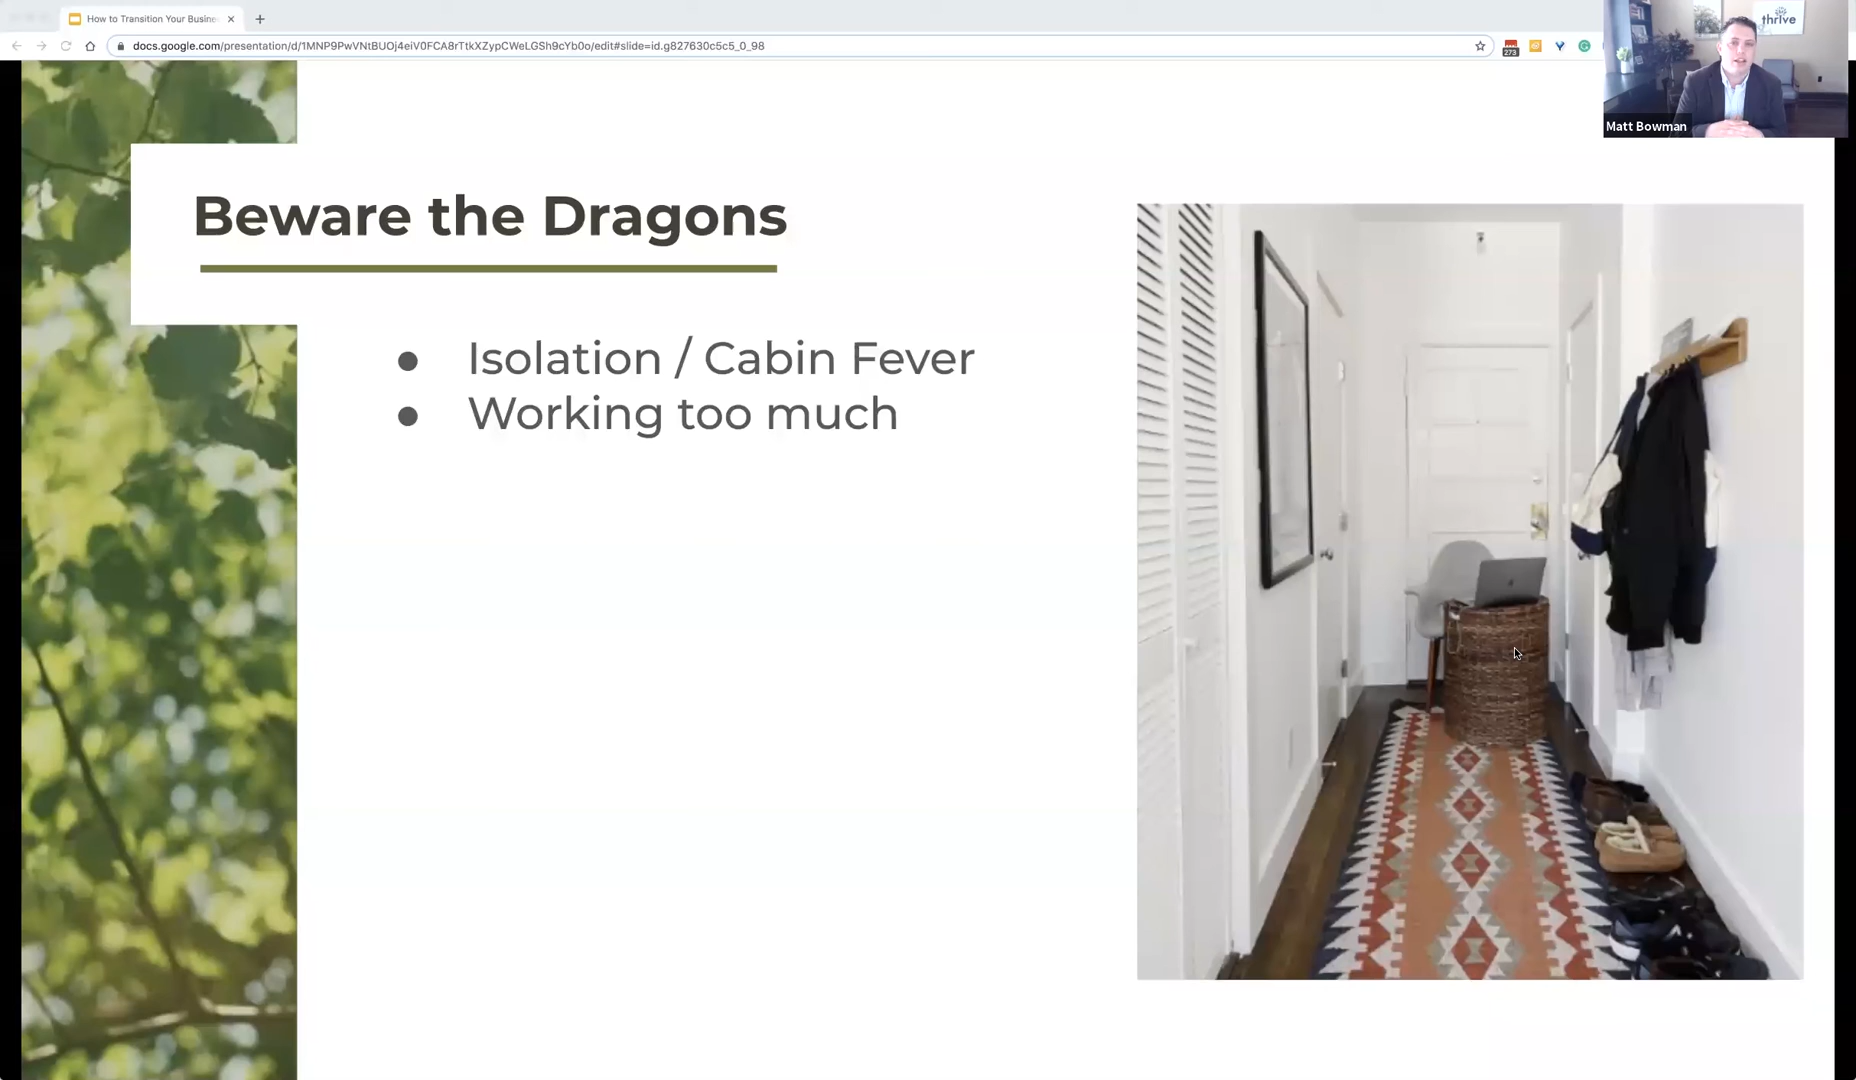 How to Transition Your Busine
docs.google.com/presentation/d/1MNP9PwVNtBUOj4eiV0FCA8rTtkXZypCWeLGSh9cYb0o/edit#slide=id.g827630c5c5_0_98
273
thrive
Matt Bowman
Beware the Dragons
● Isolation / Cabin Fever
● Working too much